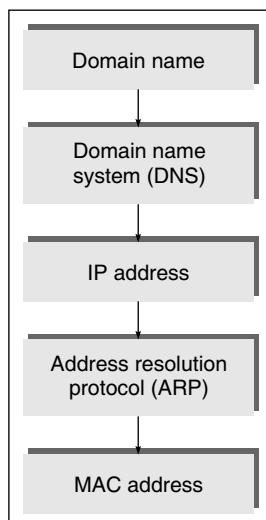 Domain name
Domain name
system (DNS)
IP address
Address resolution
protocol (ARP)
MAC address